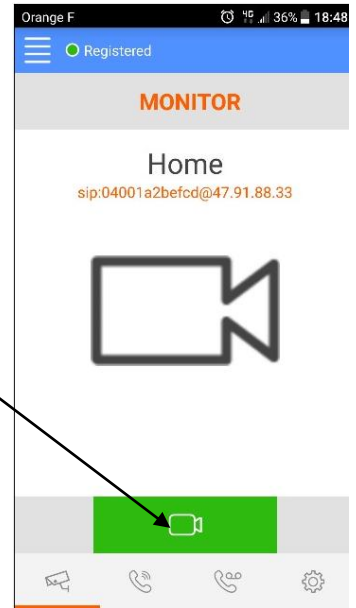 Orange F 4G 36% 18:48
Registered
MONITOR
Home
sip:04001a2befcd@47.91.88.33